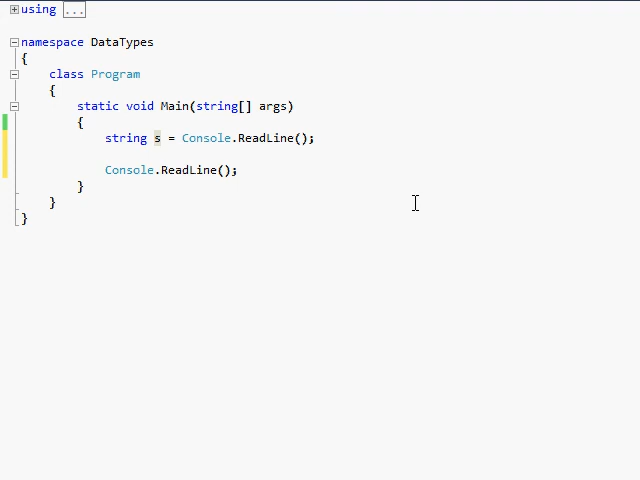 using ...
namespace DataTypes
{
class Program
{
static void Main(string[] args)
{
string s = Console.ReadLine();
Console.ReadLine();
}
}
}